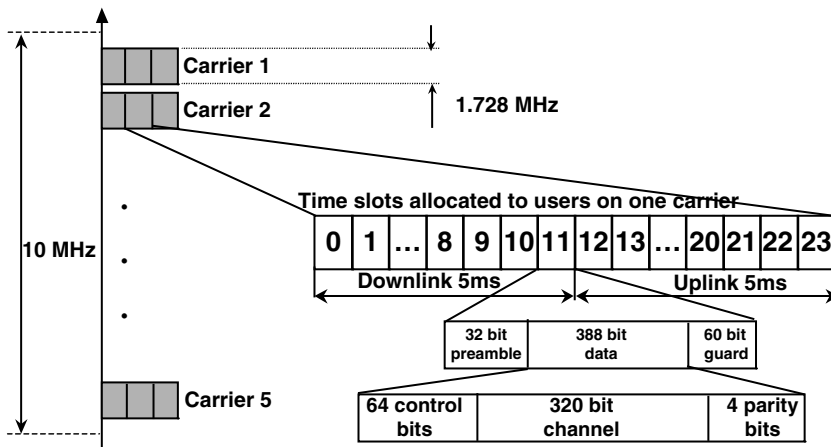 Carrier 1
Carrier 2
1.728 MHz
Time slots allocated to users on one carrier
0 1 ... 8 9 10 11 12 13 ... 20 21 22 23
10 MHz
Downlink 5ms
Uplink 5ms
32 bit
preamble
388 bit
data
60 bit
guard
Carrier 5
64 control
bits
320 bit
channel
4 parity
bits